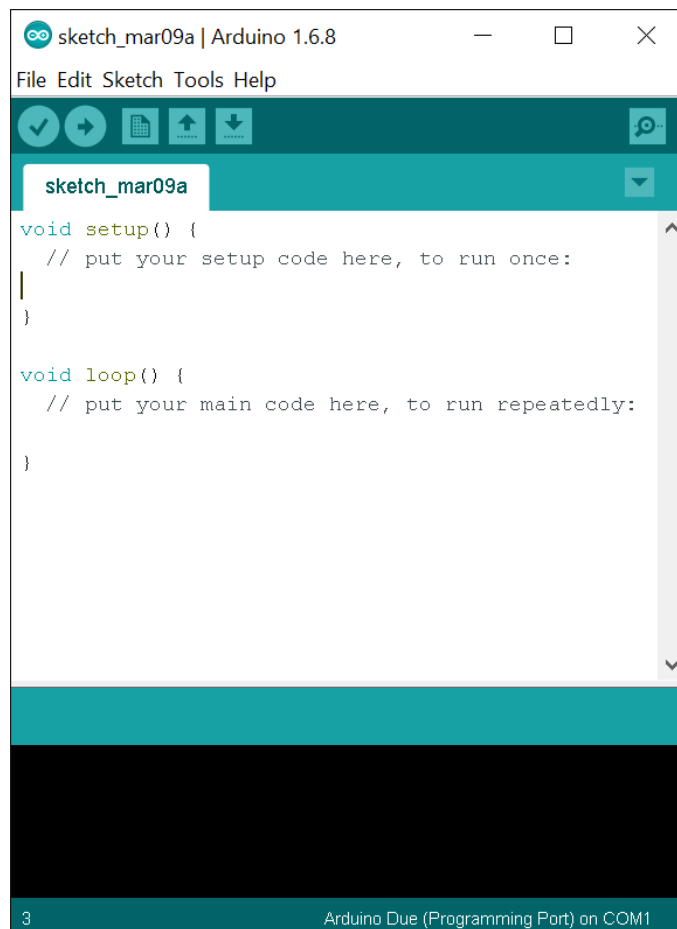 sketch_mar09a | Arduino 1.6.8
File Edit Sketch Tools Help
sketch_mar09a
void setup() {
  // put your setup code here, to run once:

}

void loop() {
  // put your main code here, to run repeatedly:

}
3 Arduino Due (Programming Port) on COM1